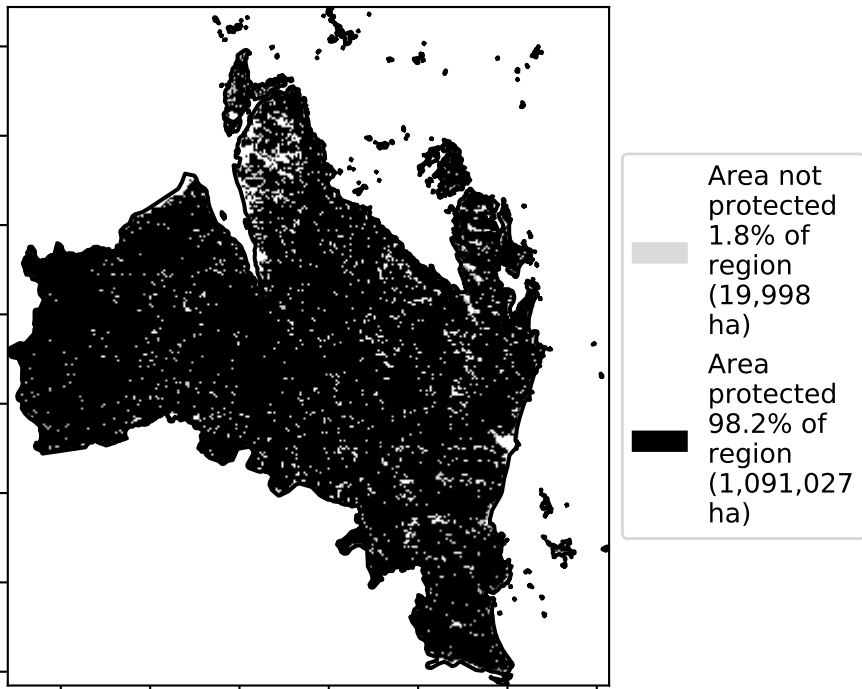 Area not
protected
1.8% of
region
(19,998
ha)
Area
protected
98.2% of
region
(1,091,027
ha)